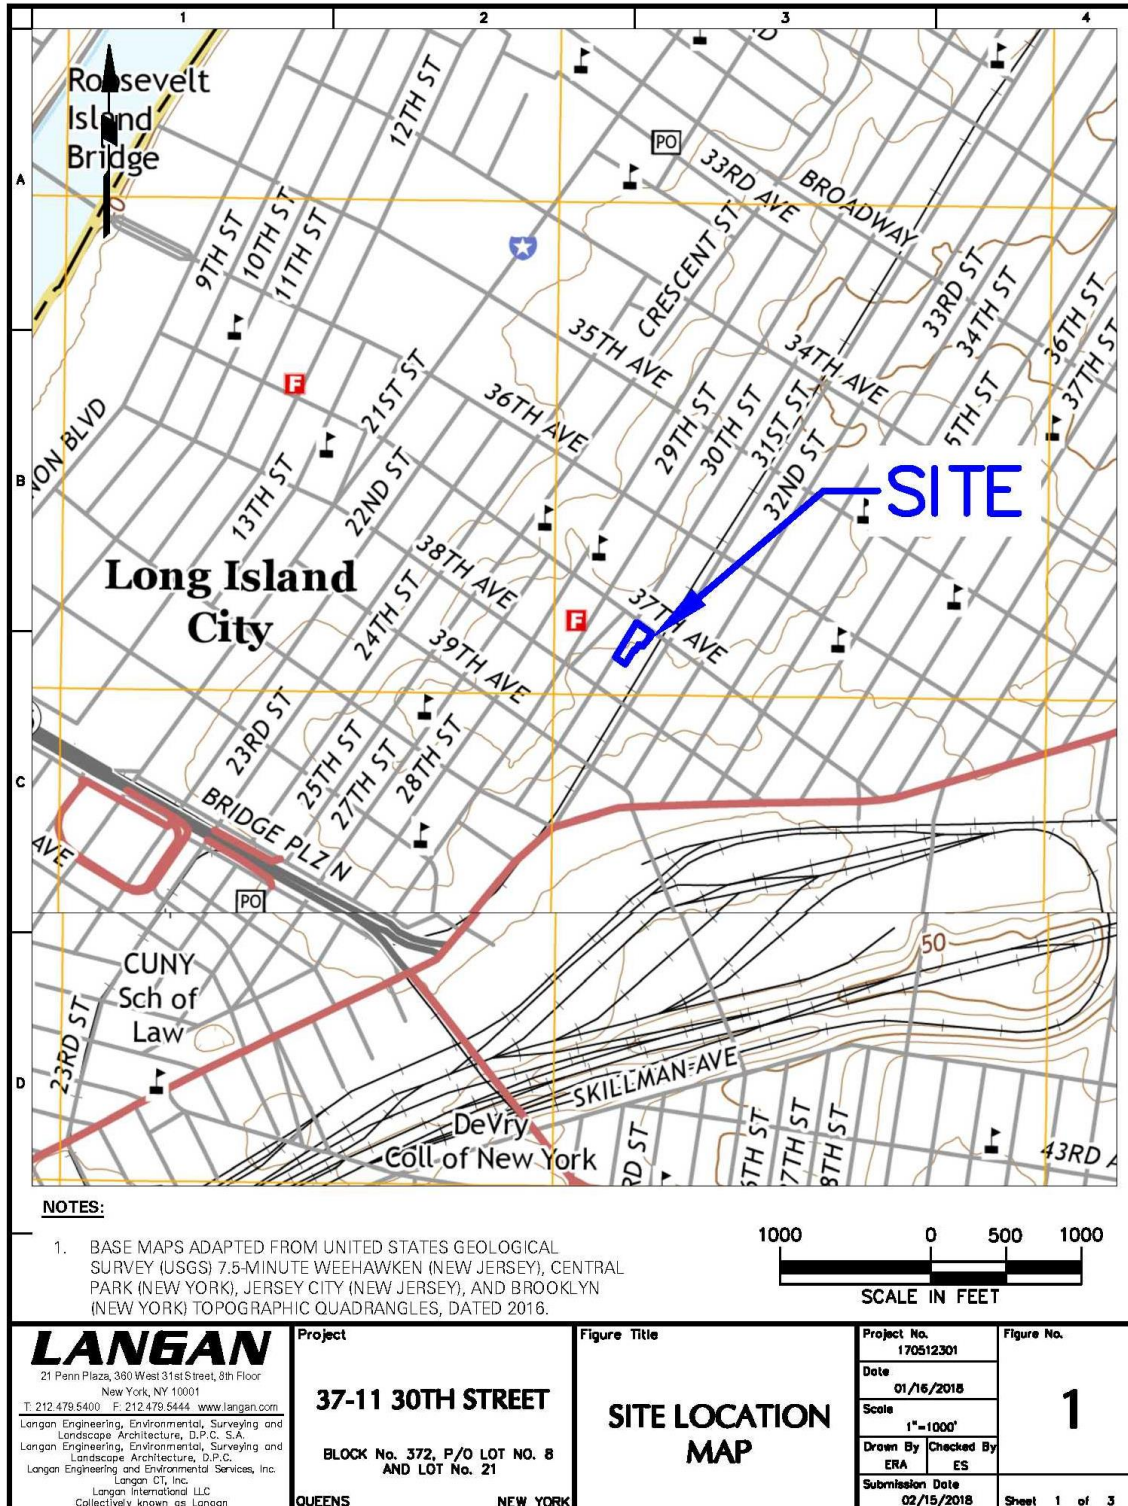 1 2 3 4
A
B
C
D
Roosevelt
Island
Bridge
12TH ST
PO
33RD AVE
BROADWAY
9TH ST
10TH ST
11TH ST
CRESCENT ST
33RD ST
34TH ST
36TH ST
37TH ST
35TH AVE
34TH AVE
21ST ST
36TH AVE
29TH ST
30TH ST
31ST ST
32ND ST
5TH ST
NON BLVD
13TH ST
22ND ST
F
SITE
Long Island
City
38TH AVE
24TH ST
39TH AVE
F
37TH AVE
23RD ST
25TH ST
27TH ST
28TH ST
BRIDGE PLZ N
AVE
PO
50
CUNY
Sch of
Law
23RD ST
SKILLMAN AVE
DeVry
Coll of New York
RD ST
5TH ST
7TH ST
8TH ST
43RD A
NOTES:
1. BASE MAPS ADAPTED FROM UNITED STATES GEOLOGICAL
SURVEY (USGS) 7.5-MINUTE WEEHAWKEN (NEW JERSEY), CENTRAL
PARK (NEW YORK), JERSEY CITY (NEW JERSEY), AND BROOKLYN
(NEW YORK) TOPOGRAPHIC QUADRANGLES, DATED 2016.
1000 0 500 1000
SCALE IN FEET
LANGAN
21 Penn Plaza, 360 West 31st Street, 8th Floor
New York, NY 10001
T: 212.479.5400 F: 212.479.5444 www.langan.com
Langan Engineering, Environmental, Surveying and
Landscape Architecture, D.P.C. S.A.
Langan Engineering, Environmental, Surveying and
Landscape Architecture, D.P.C.
Langan Engineering and Environmental Services, Inc.
Langan CT, Inc.
Langan International LLC
Collectively known as Langan
Project
37-11 30TH STREET
BLOCK No. 372, P/O LOT NO. 8
AND LOT No. 21
QUEENS NEW YORK
Figure Title
SITE LOCATION
MAP
Project No.
170512301
Date
01/16/2018
Scale
1"=1000'
Drawn By
ERA
Checked By
ES
Submission Date
02/15/2018
Figure No.
1
Sheet 1 of 3